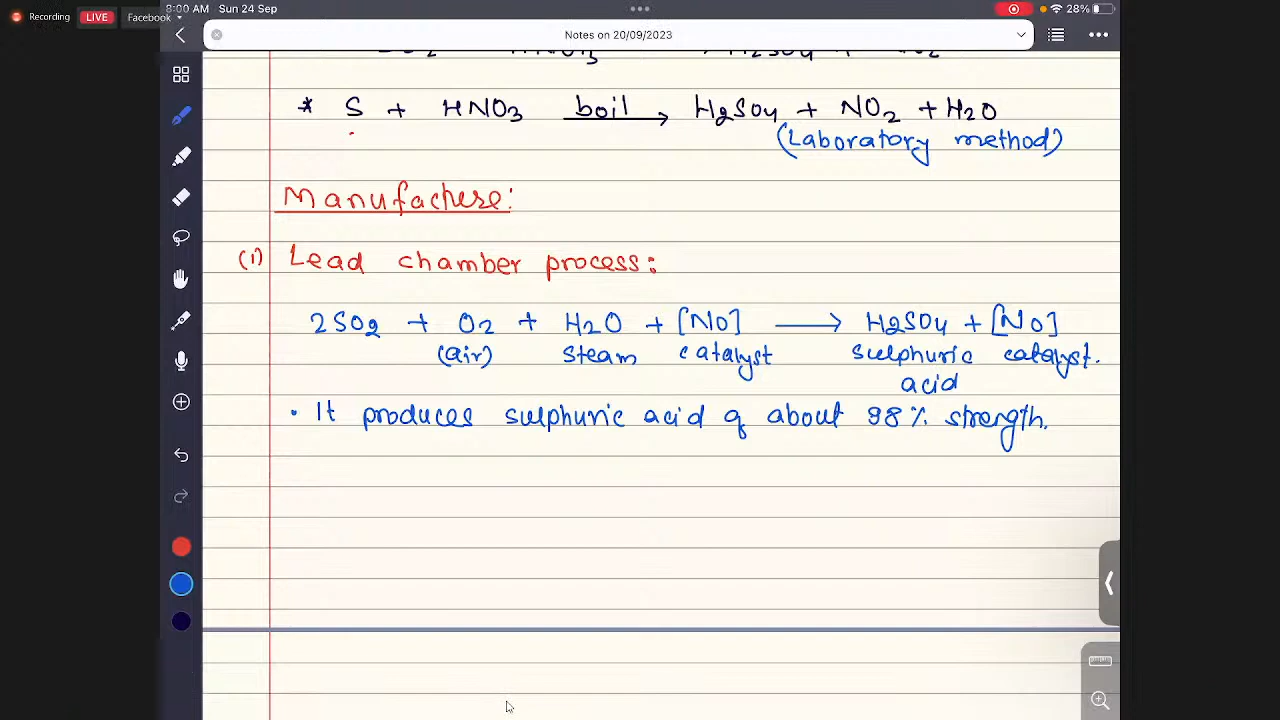 Recording LIVE Facebook
8:00 AM Sun 24 Sep 28%
Notes on 20/09/2023
* S + HNO3 boil → H2SO4 + NO2 + H2O
(Laboratory method)
Manufacture:
(1) Lead chamber process:
2SO2 + O2 + H2O + [NO] → H2SO4 + [NO]
(air) steam catalyst sulphuric catalyst.
acid
• It produces sulphuric acid of about 98% strength.